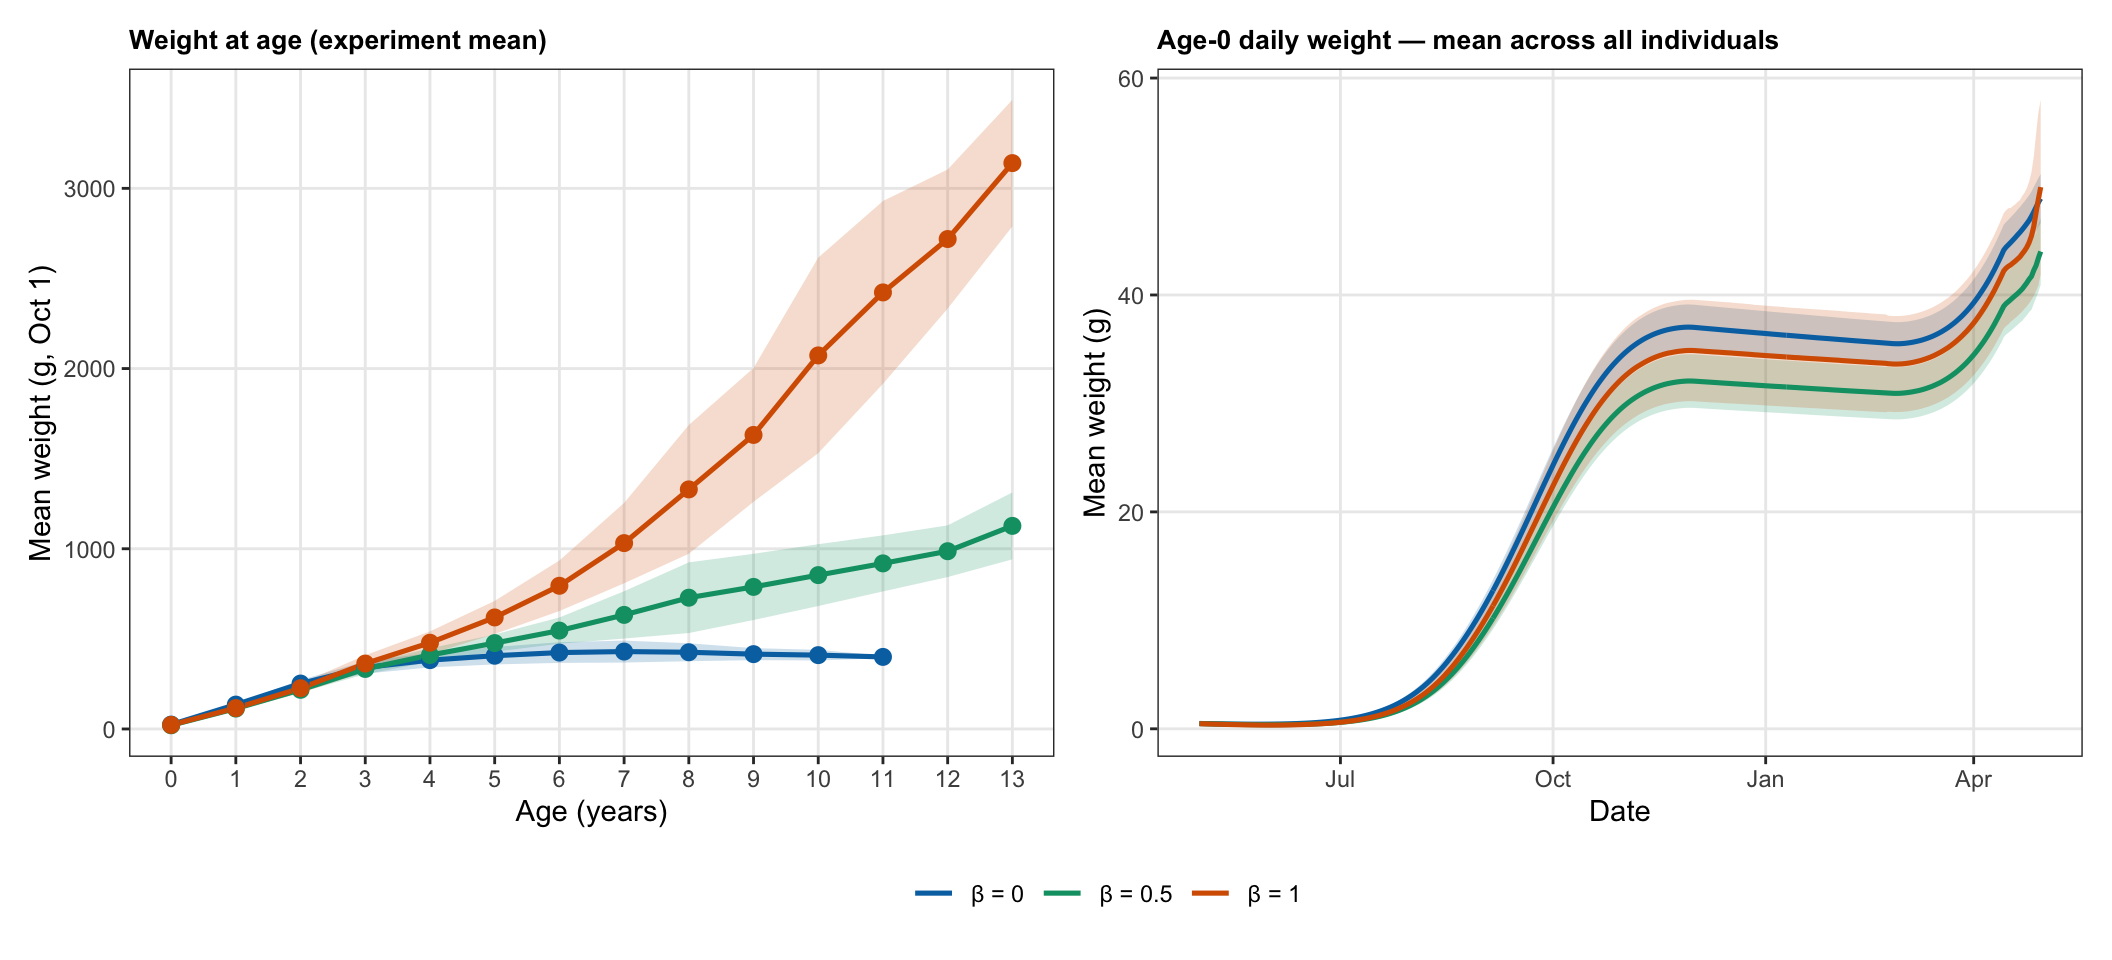 Weight at age (experiment mean)
Mean weight (g, Oct 1)
3000
2000
1000
0
0 1 2 3 4 5 6 7 8 9 10 11 12 13
Age (years)
Age-0 daily weight — mean across all individuals
Mean weight (g)
60
40
20
0
Jul Oct Jan Apr
Date
β = 0 β = 0.5 β = 1